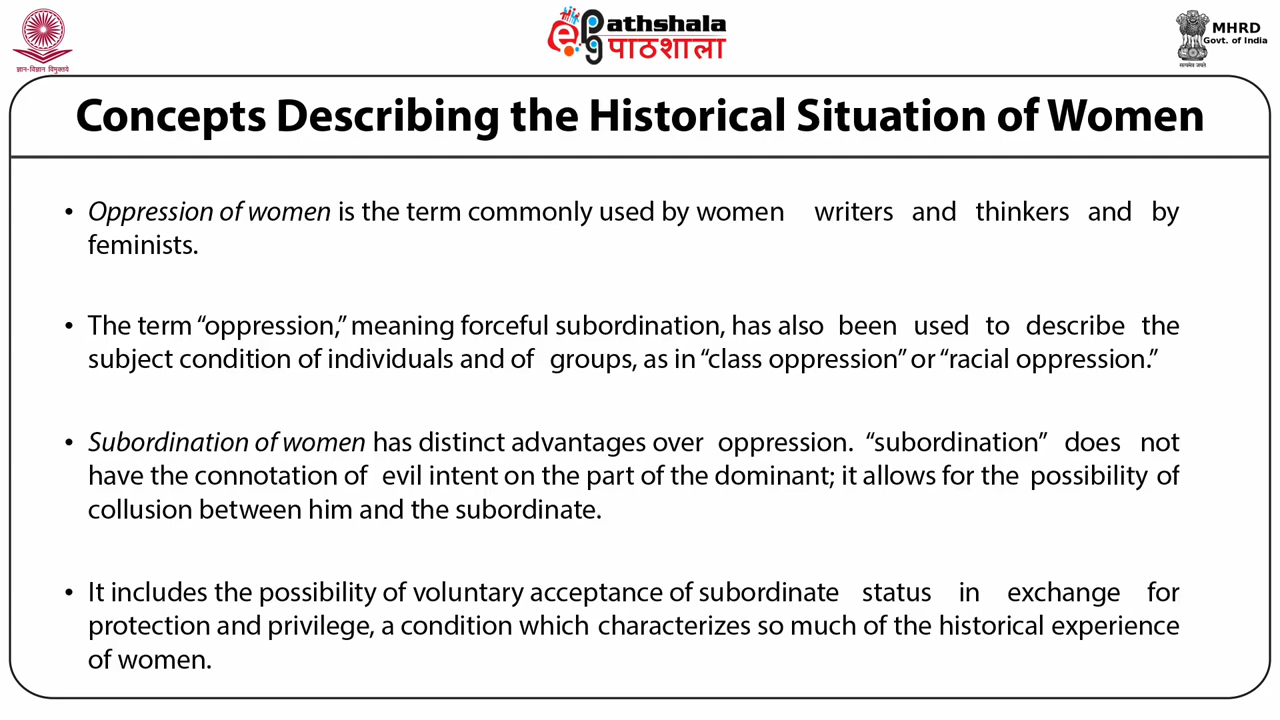 ज्ञान-विज्ञान विमुक्तये
ePg athshala
पाठशाला
MHRD
Govt. of India
सत्यमेव जयते
Concepts Describing the Historical Situation of Women
• Oppression of women is the term commonly used by women writers and thinkers and by
feminists.
• The term “oppression,” meaning forceful subordination, has also been used to describe the
subject condition of individuals and of groups, as in “class oppression” or “racial oppression.”
• Subordination of women has distinct advantages over oppression. “subordination” does not
have the connotation of evil intent on the part of the dominant; it allows for the possibility of
collusion between him and the subordinate.
• It includes the possibility of voluntary acceptance of subordinate status in exchange for
protection and privilege, a condition which characterizes so much of the historical experience
of women.